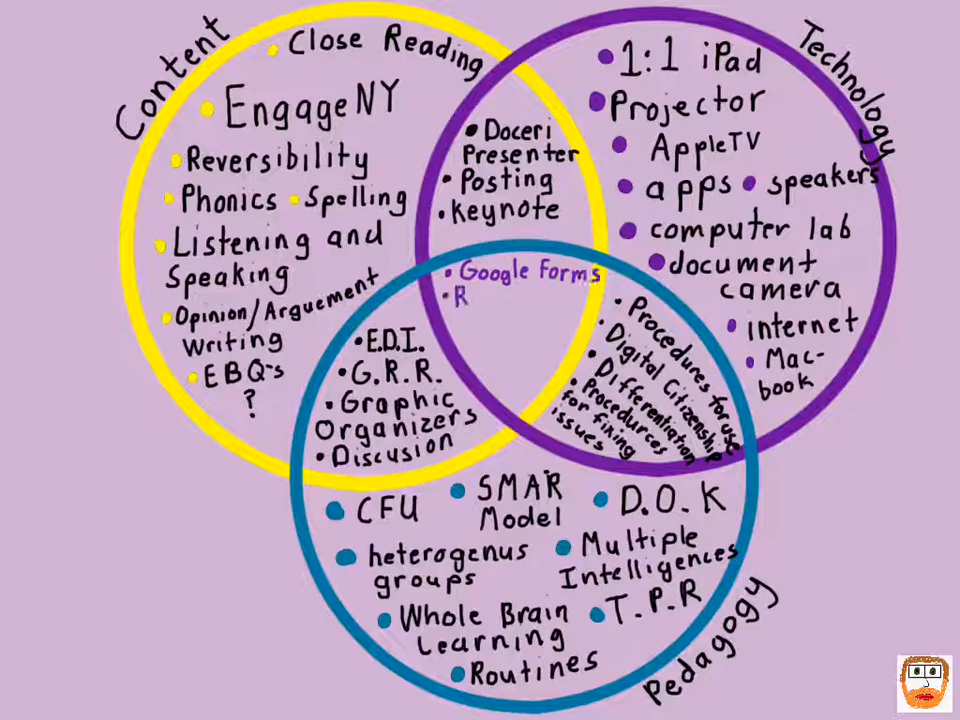 Content
Close Reading
EngageNY
Reversibility
Phonics Spelling
Listening and
Speaking
Opinion/Arguement
Writing
EBQ-s
?
Doceri
Presenter
Posting
Keynote
Technology
1:1 iPad
Projector
AppleTV
apps speakers
computer lab
document
camera
internet
Mac-
book
Google Forms
R
E.D.I.
G.R.R.
Graphic
Organizers
Discusion
Procedures for use
Digital Citizenship
Differentiation
Procedurces
for fixing
issues
CFU
SMAR
Model
D.O.K
heterogenus
groups
Multiple
Intelligences
Whole Brain
Learning
T.P.R
Routines
Pedagogy